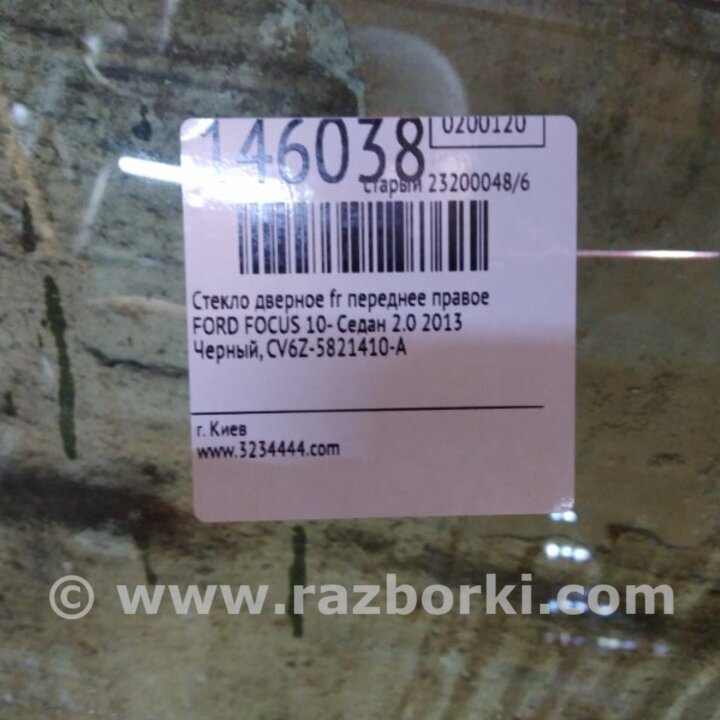 146038
0200120
старый 23200048/6
Стекло дверное fr переднее правое
FORD FOCUS 10- Седан 2.0 2013
Черный, CV6Z-5821410-A
г. Киев
www.3234444.com
© www.razborki.com